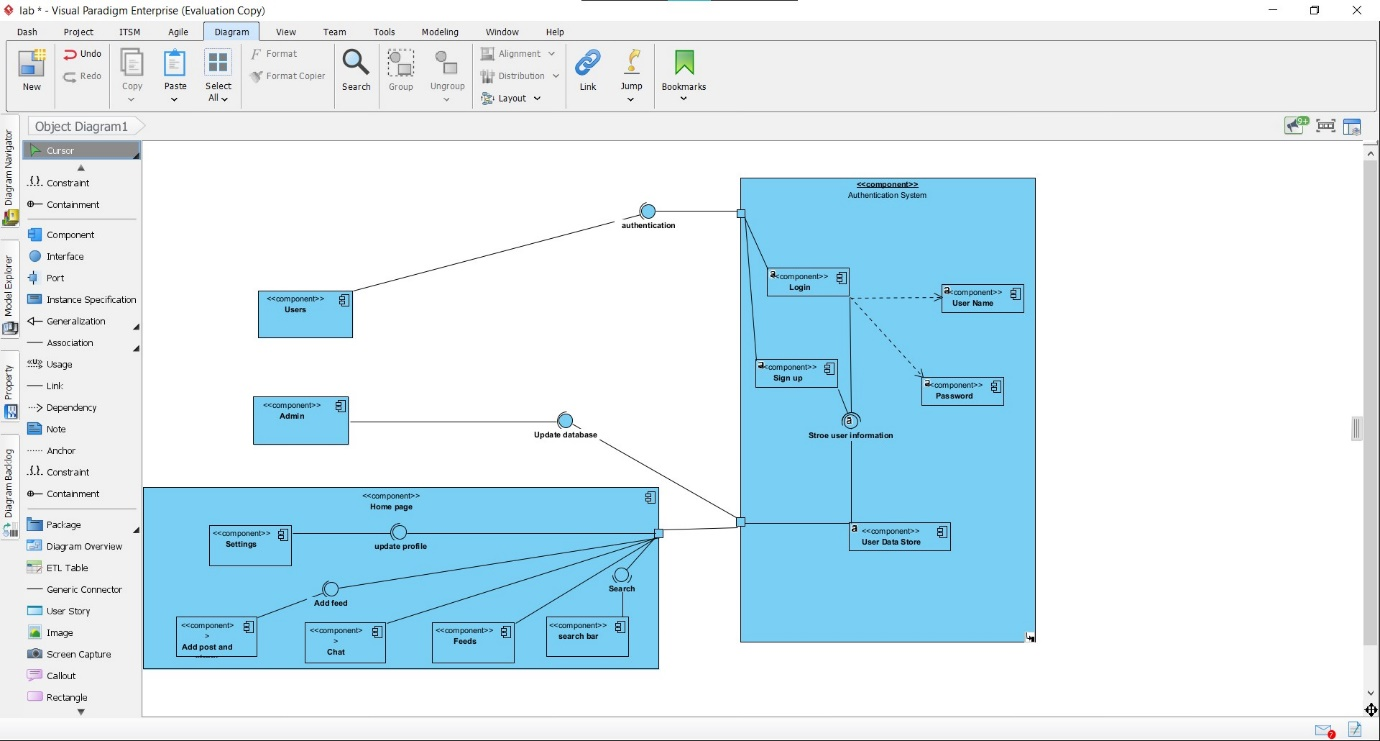 lab * - Visual Paradigm Enterprise (Evaluation Copy)
Dash Project ITSM Agile Diagram View Team Tools Modeling Window Help
New
Undo
Redo
Copy
Paste
Select
All
Format
Format Copier
Search
Group
Ungroup
Alignment
Distribution
Layout
Link
Jump
Bookmarks
Object Diagram1
9+
Diagram Navigator
Model Explorer
Property
Diagram Backlog
Cursor
Constraint
Containment
Component
Interface
Port
Instance Specification
Generalization
Association
Usage
Link
Dependency
Note
Anchor
Constraint
Containment
Package
Diagram Overview
ETL Table
Generic Connector
User Story
Image
Screen Capture
Callout
Rectangle
authentication
<<component>>
Users
<<component>>
Admin
Update database
<<component>>
Authentication System
a
<<component>>
Login
a
<<component>>
User Name
a
<<component>>
Sign up
a
<<component>>
Password
a
Stroe user information
a
<<component>>
User Data Store
<<component>>
Home page
<<component>>
Settings
update profile
Add feed
Search
<<component>
>
Add post and
<<component>
>
Chat
<<component>>
Feeds
<<component>>
search bar